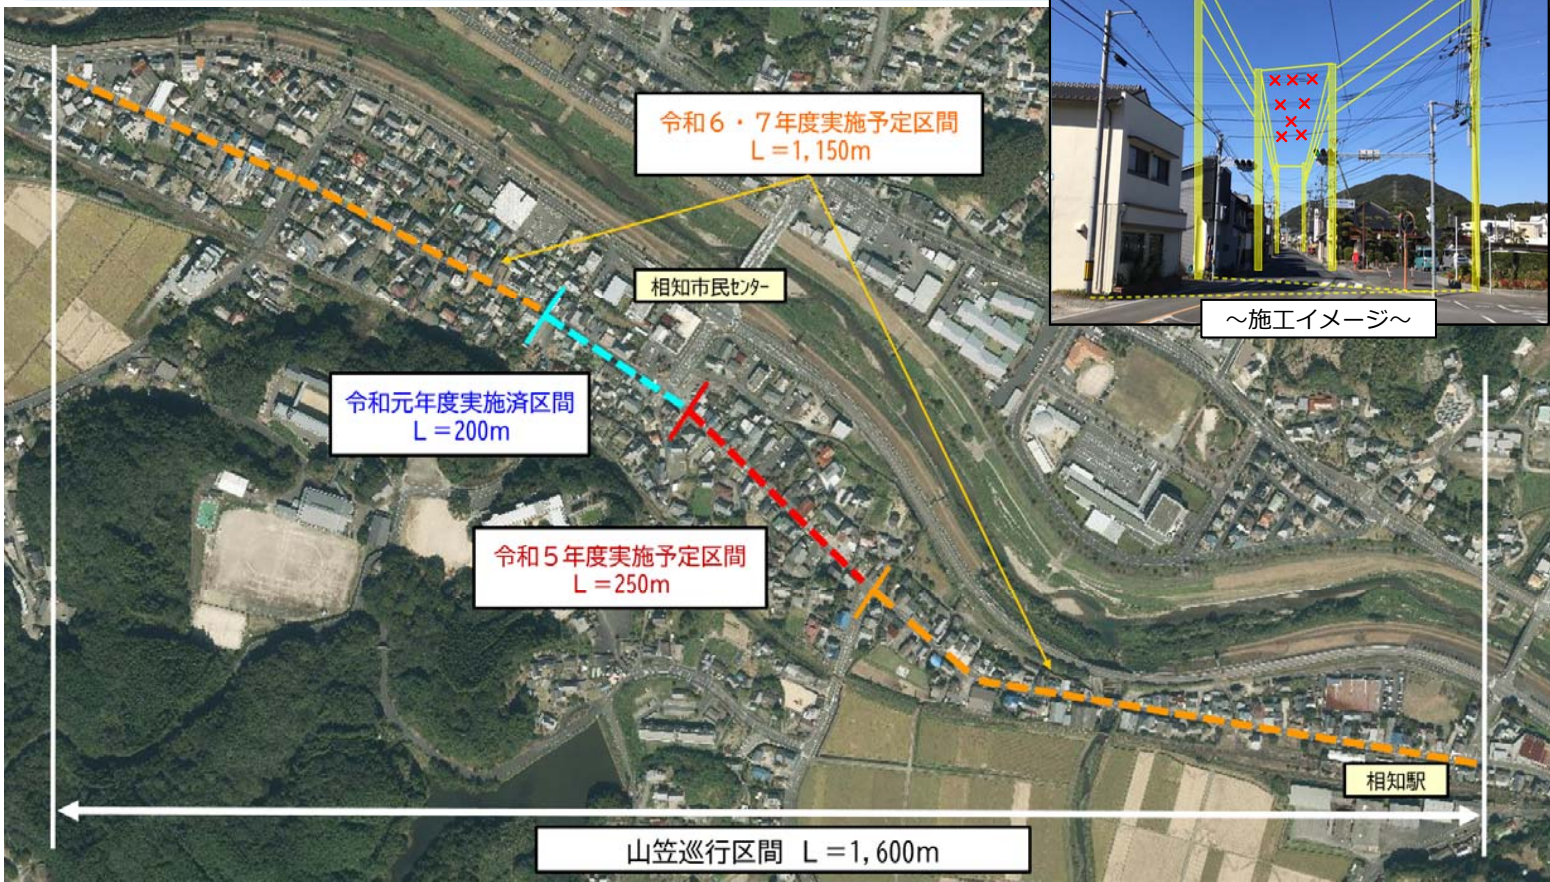 令和６・７年度実施予定区間
Ｌ＝1,150m
相知市民ｾﾝﾀｰ
～施工イメージ～
令和元年度実施済区間
Ｌ＝200m
令和５年度実施予定区間
Ｌ＝250m
相知駅
山笠巡行区間 Ｌ＝1,600m